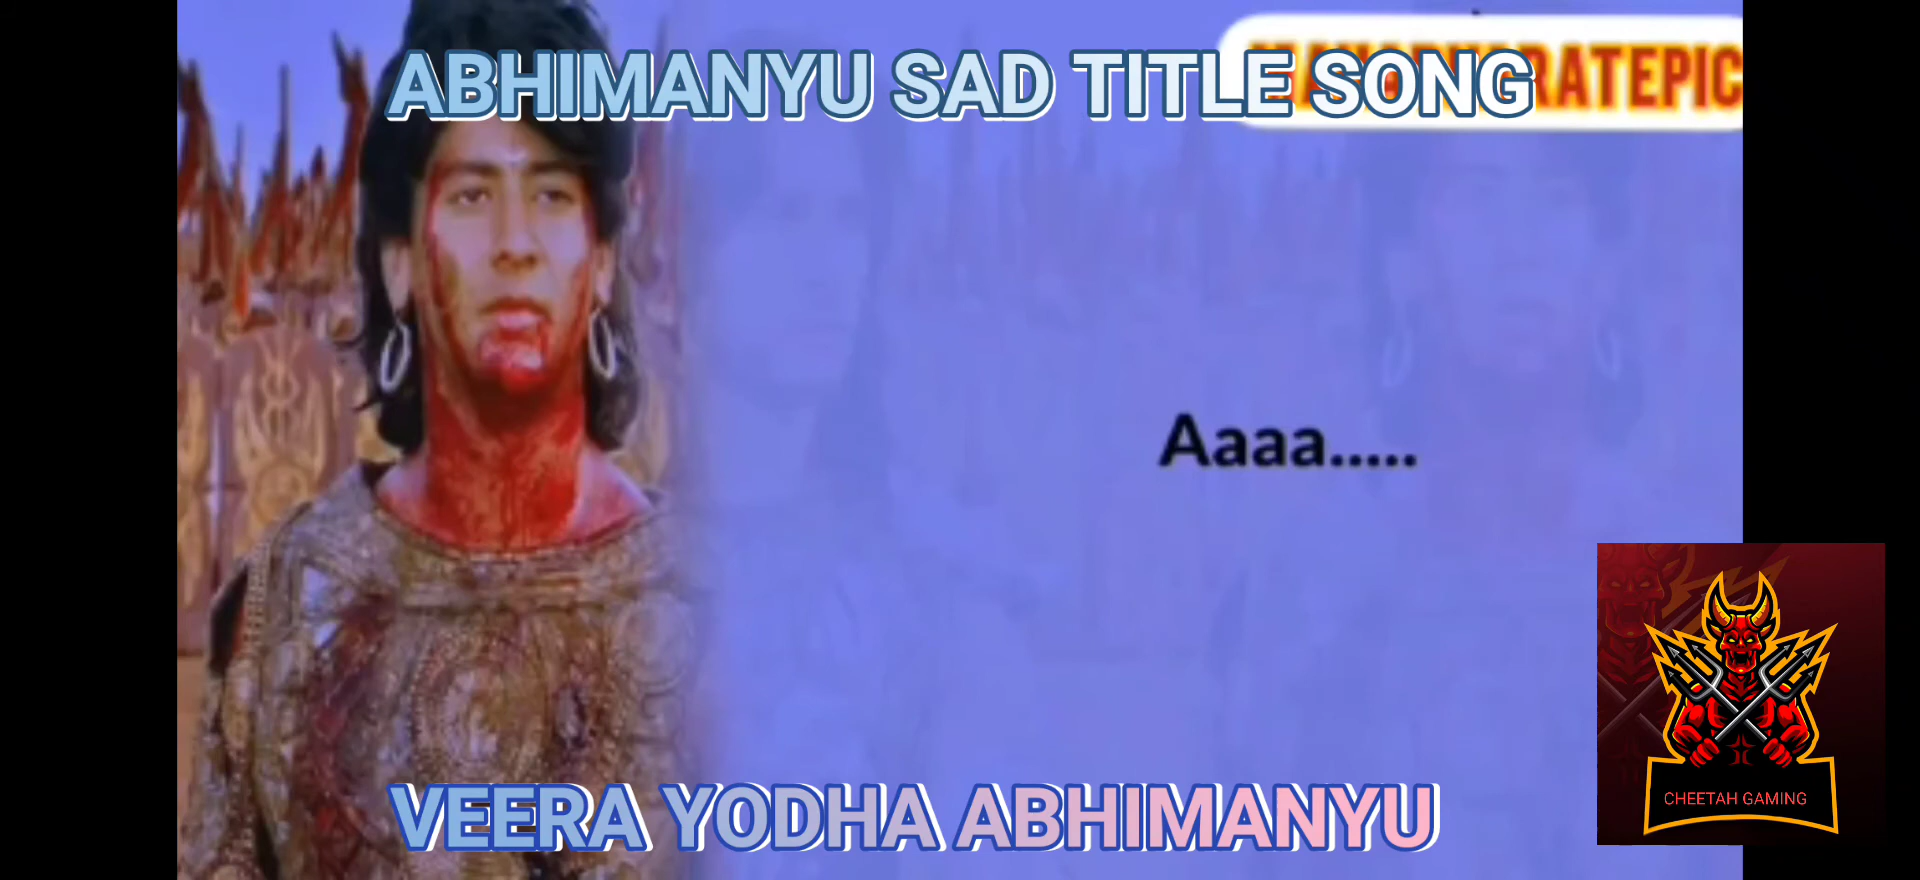 ABHIMANYU SAD TITLE SONG
RATEPIC
Aaaa.....
CHEETAH GAMING
VEERA YODHA ABHIMANYU